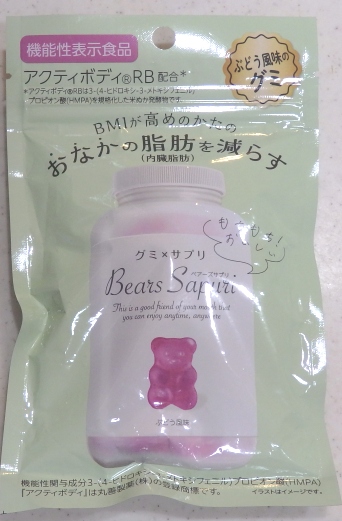 機能性表示食品
ぶどう風味の
グミ
アクティボディ®RB 配合*
*アクティボディ®RBは3-(4-ヒドロキシ-3-メトキシフェニル)
プロピオン酸(HMPA)を規格化した米ぬか発酵物です。
BMIが高めのかたの
おなかの脂肪を減らす
(内臓脂肪)
もちもち!
おいしい
グミ×サプリ
ベアーズサプリ
Bears Sapuri
This is a good friend of your mouth that
you can enjoy anytime, anywhere
ぶどう風味
機能性関与成分3-(4-ヒドロキシ-3-メトキシフェニル)プロピオン酸(HMPA)
「アクティボディ」は丸善製薬(株)の登録商標です。
イラストはイメージです。